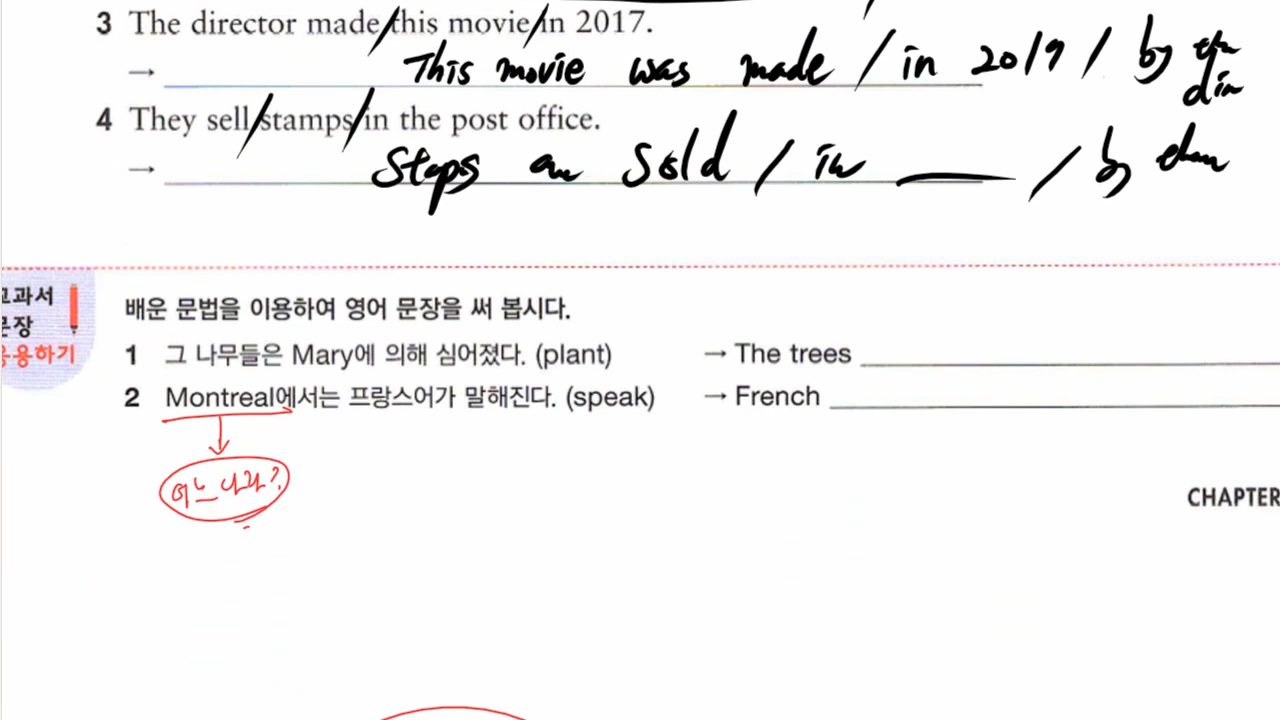 3 The director made/this movie/in 2017.
→ This movie was made / in 2019 / by the
4 They sell/stamps/in the post office.
→ Stops are sold / in ___ / by them
교과서
문장
응용하기
배운 문법을 이용하여 영어 문장을 써 봅시다.
1 그 나무들은 Mary에 의해 심어졌다. (plant) → The trees
2 Montreal에서는 프랑스어가 말해진다. (speak) → French
어느 나라?
CHAPTER